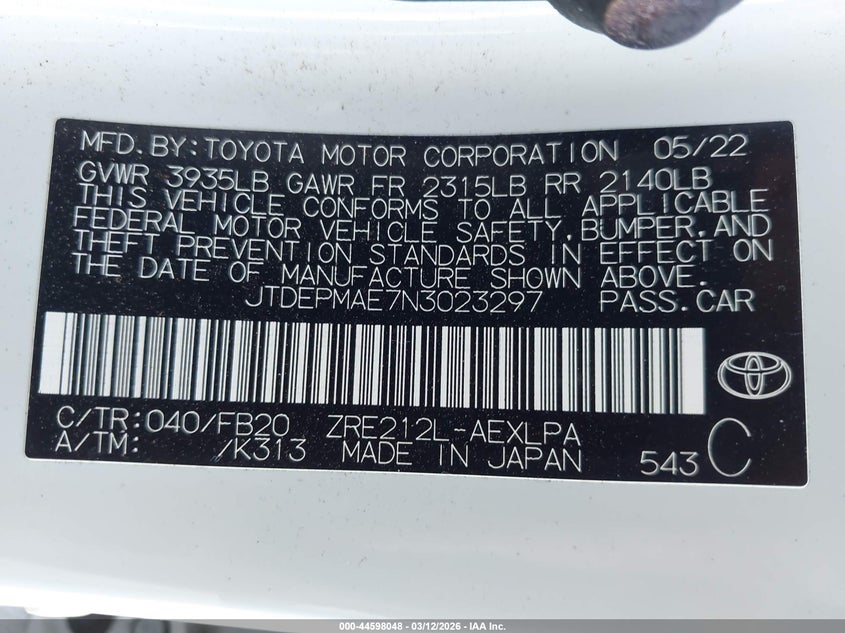 MFD.BY:TOYOTA MOTOR CORPORATION 05/22
GVWR 3935LB GAWR FR 2315LB RR 2140LB
THIS VEHICLE CONFORMS TO ALL APPLICABLE
FEDERAL MOTOR VEHICLE SAFETY,BUMPER,AND
THEFT PREVENTION STANDARDS IN EFFECT ON
THE DATE OF MANUFACTURE SHOWN ABOVE.
JTDEPMAE7N3023297 PASS.CAR
C/TR:040/FB20 ZRE212L-AEXLPA
A/TM: /K313 MADE IN JAPAN 543 C
000-44598048 - 03/12/2026 - IAA Inc.